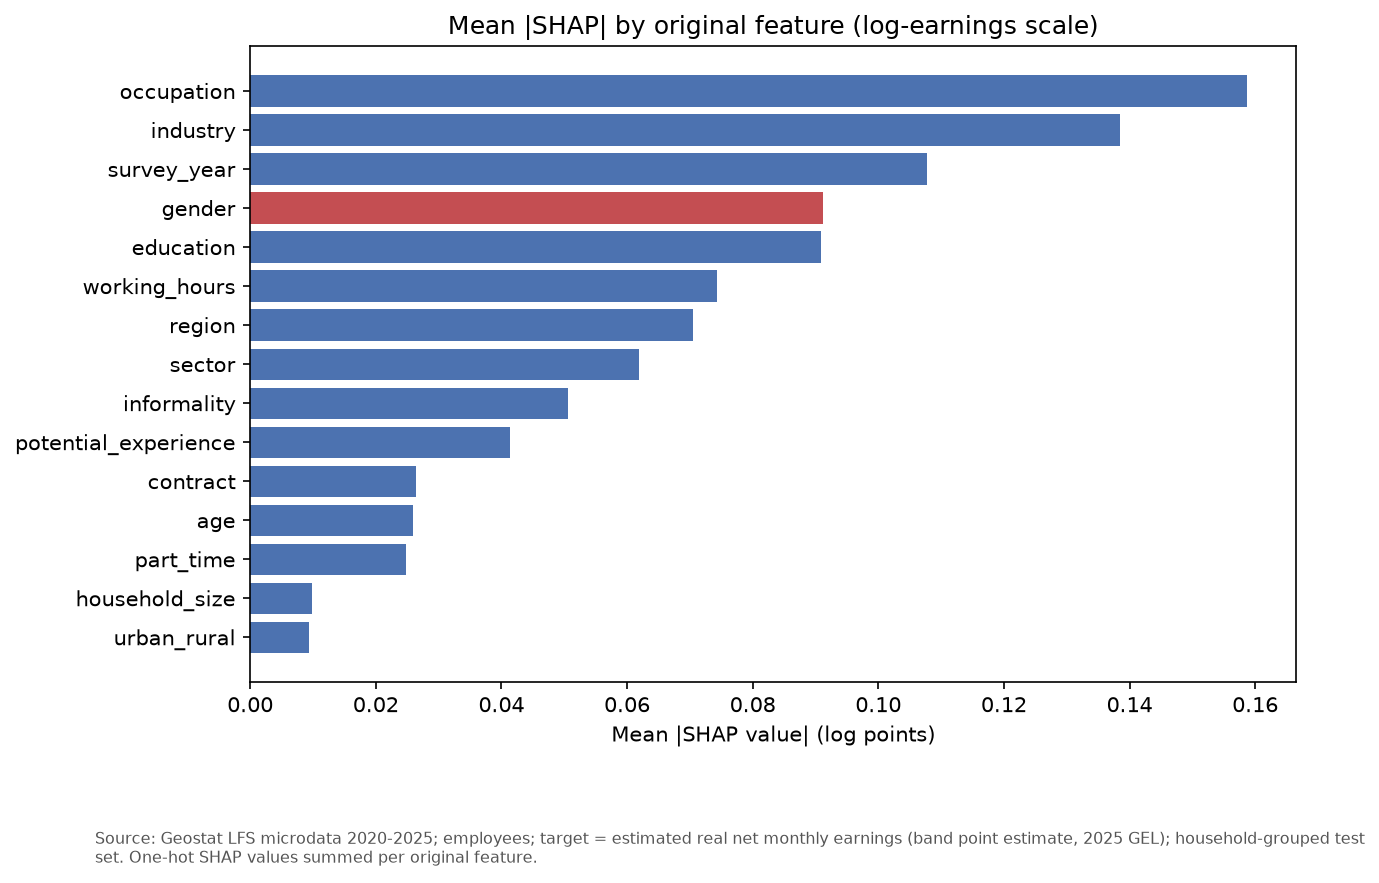 Mean |SHAP| by original feature (log-earnings scale)
occupation
industry
survey_year
gender
education
working_hours
region
sector
informality
potential_experience
contract
age
part_time
household_size
urban_rural
0.00 0.02 0.04 0.06 0.08 0.10 0.12 0.14 0.16
Mean |SHAP value| (log points)
Source: Geostat LFS microdata 2020-2025; employees; target = estimated real net monthly earnings (band point estimate, 2025 GEL); household-grouped test
set. One-hot SHAP values summed per original feature.